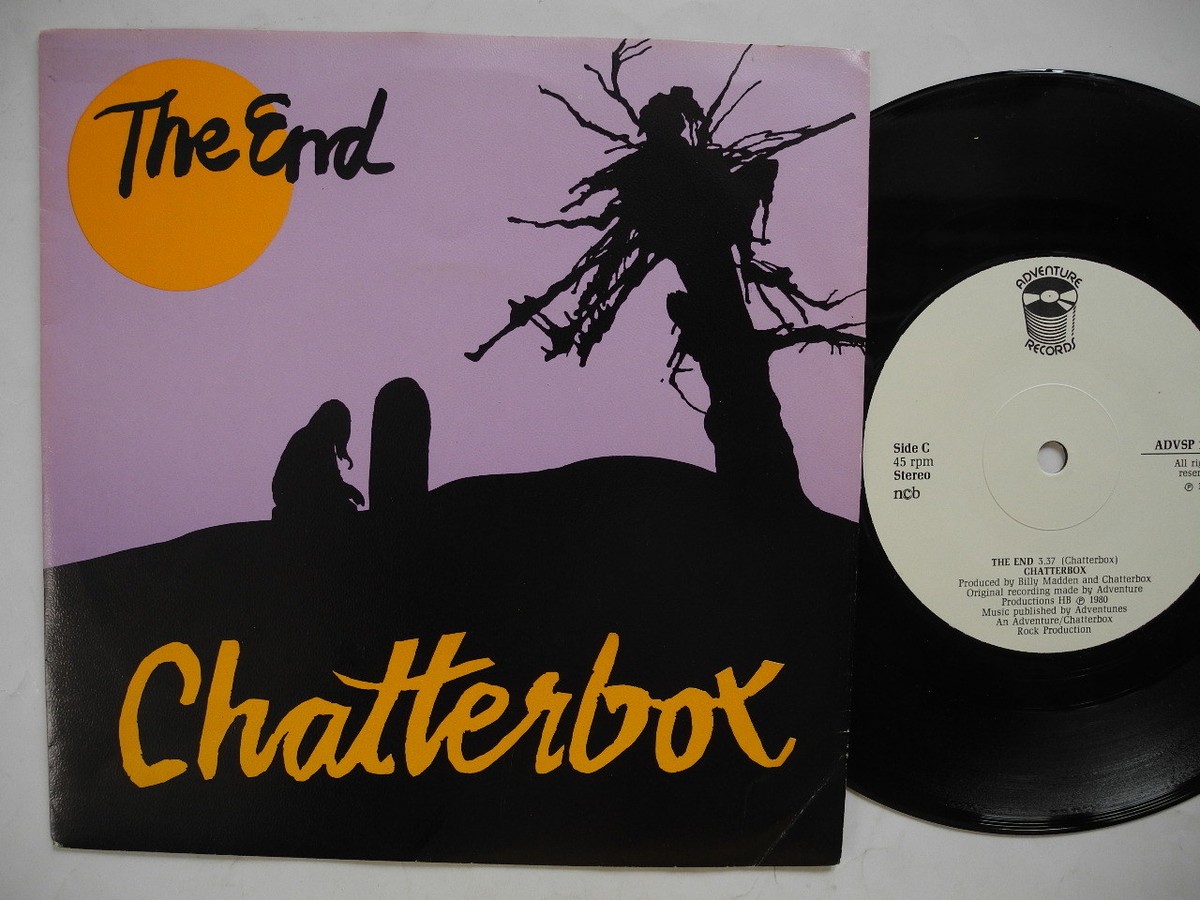 The End
Chatterbox
ADVENTURE
RECORDS
Side C
45 rpm
Stereo
ncb
ADVSP
All
THE END 3.37 (Chatterbox)
CHATTERBOX
Produced by Billy Madden and Chatterbox
Original recording made by Adventure
Productions HB ℗ 1980
Music published by Adventunes
An Adventure/Chatterbox
Rock Production